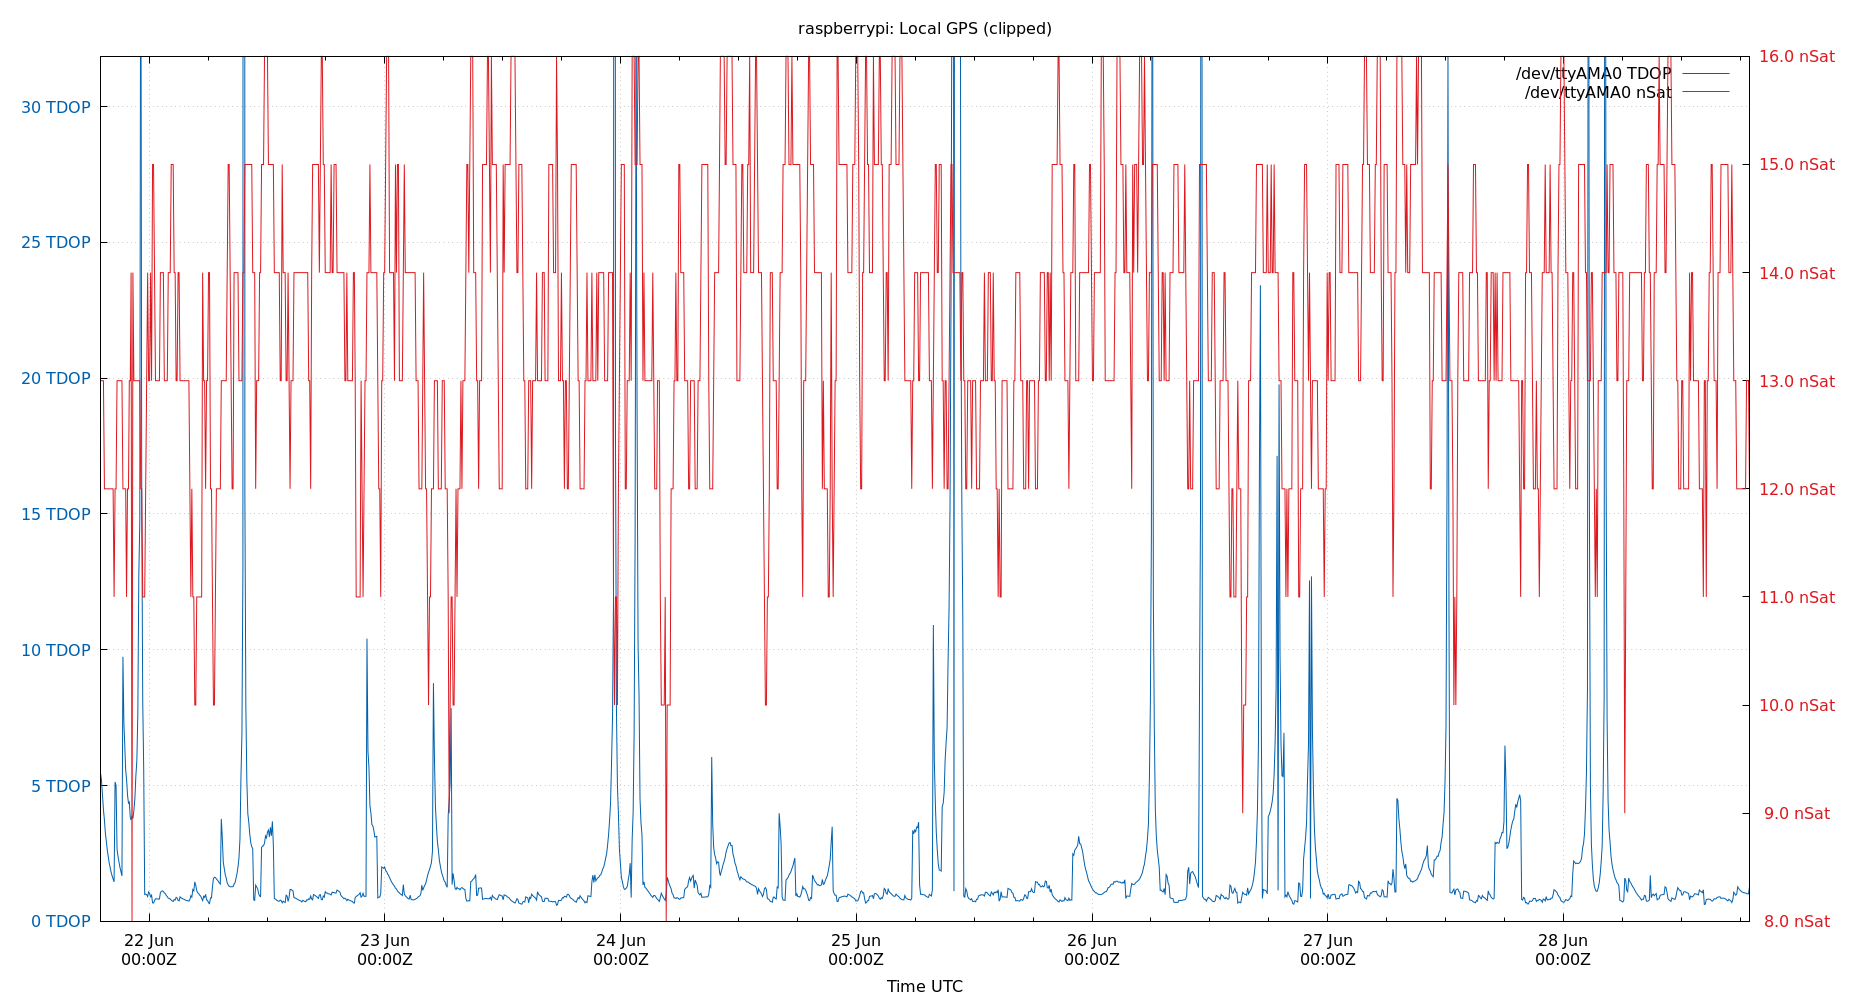 raspberrypi: Local GPS (clipped)
/dev/ttyAMA0 TDOP
/dev/ttyAMA0 nSat
30 TDOP
25 TDOP
20 TDOP
15 TDOP
10 TDOP
5 TDOP
0 TDOP
16.0 nSat
15.0 nSat
14.0 nSat
13.0 nSat
12.0 nSat
11.0 nSat
10.0 nSat
9.0 nSat
8.0 nSat
22 Jun
00:00Z
23 Jun
00:00Z
24 Jun
00:00Z
25 Jun
00:00Z
26 Jun
00:00Z
27 Jun
00:00Z
28 Jun
00:00Z
Time UTC